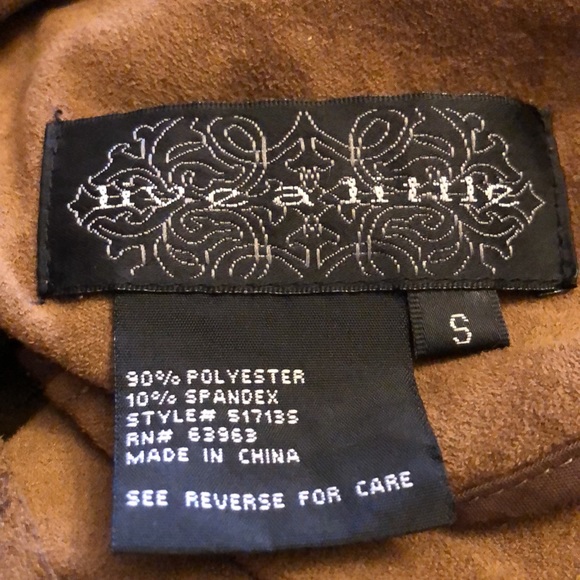 live a little
S
90% POLYESTER
10% SPANDEX
STYLE# 51713S
RN# 63963
MADE IN CHINA
SEE REVERSE FOR CARE